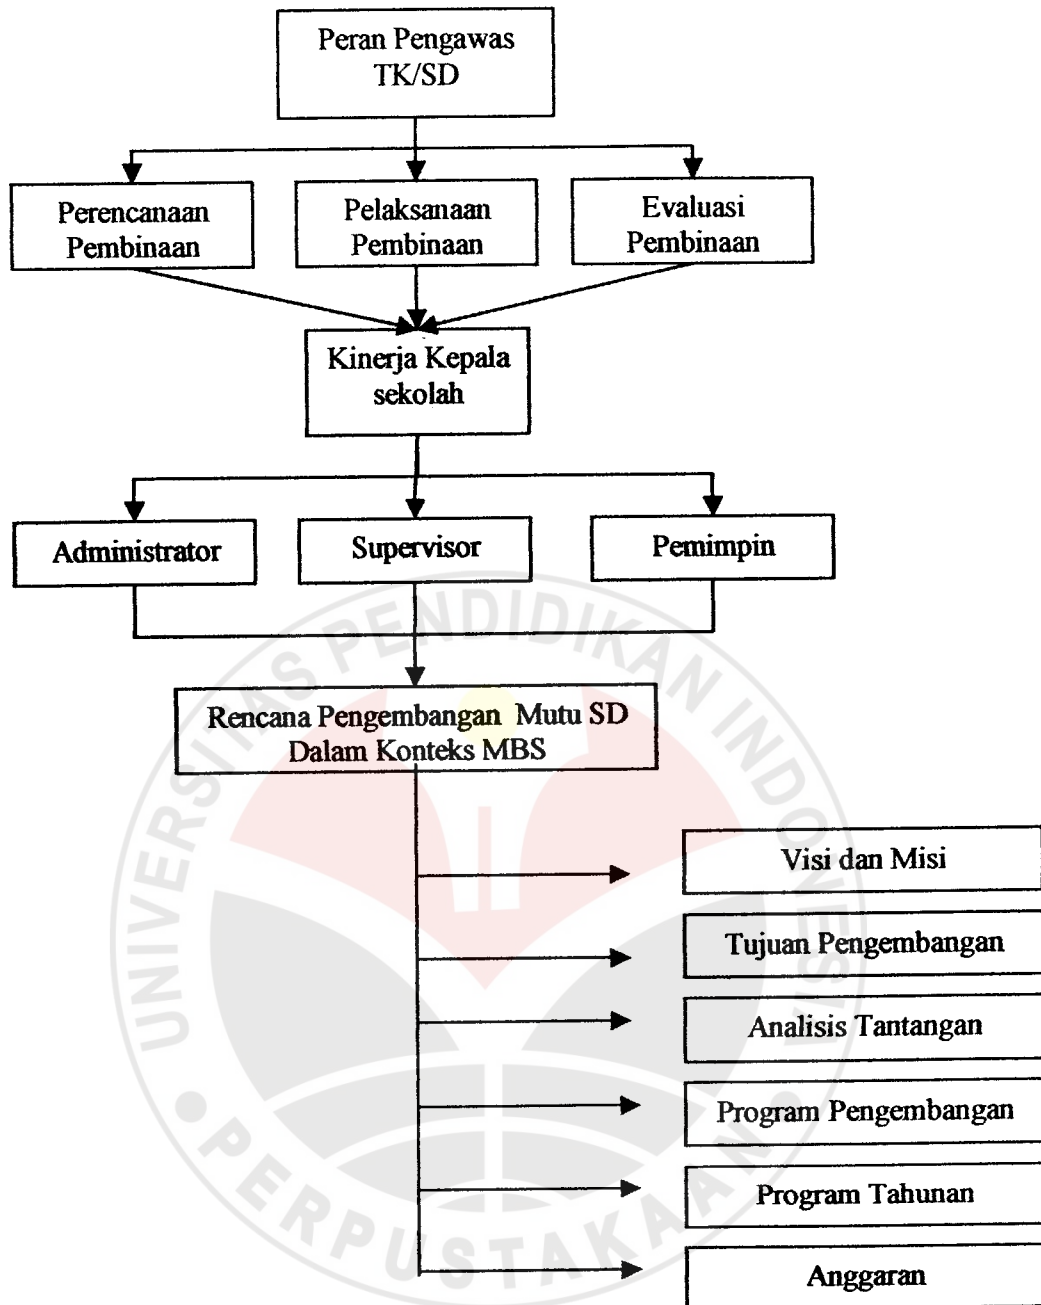 Peran Pengawas
TK/SD
Perencanaan
Pembinaan
Pelaksanaan
Pembinaan
Evaluasi
Pembinaan
Kinerja Kepala
sekolah
Administrator
Supervisor
Pemimpin
Rencana Pengembangan Mutu SD
Dalam Konteks MBS
Visi dan Misi
Tujuan Pengembangan
Analisis Tantangan
Program Pengembangan
Program Tahunan
Anggaran
UNIVERSITAS PENDIDIKAN INDONESIA
PERPUSTAKAAN